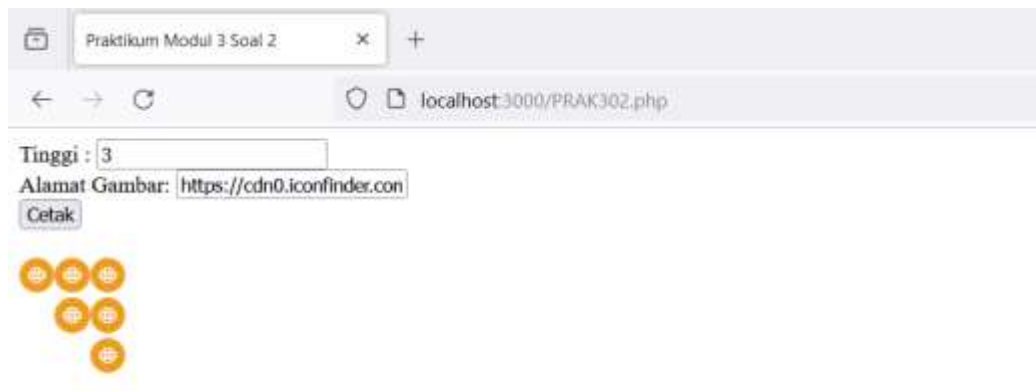 Praktikum Modul 3 Soal 2
localhost:3000/PRAK302.php
Tinggi : 3
Alamat Gambar: https://cdn0.iconfinder.con
Cetak